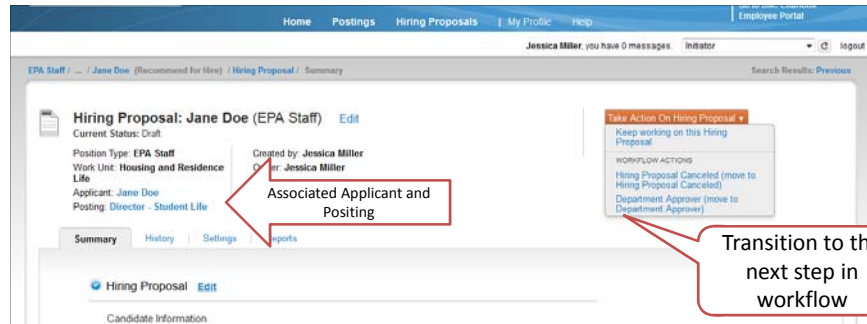 Employee Portal
Home Postings Hiring Proposals | My Profile Help
Jessica Miller, you have 0 messages. Initiator logout
EPA Staff / ... / Jane Doe (Recommend for Hire) / Hiring Proposal / Summary Search Results: Previous
Hiring Proposal: Jane Doe (EPA Staff) Edit
Current Status: Draft
Position Type: EPA Staff
Work Unit: Housing and Residence
Life
Applicant: Jane Doe
Posting: Director - Student Life
Created by: Jessica Miller
Jessica Miller
Associated Applicant and
Positing
Take Action On Hiring Proposal
Keep working on this Hiring
Proposal
WORKFLOW ACTIONS
Hiring Proposal Canceled (move to
Hiring Proposal Canceled)
Department Approver (move to
Department Approver)
Transition to th
next step in
workflow
Summary History Settings Reports
Hiring Proposal Edit
Candidate Information